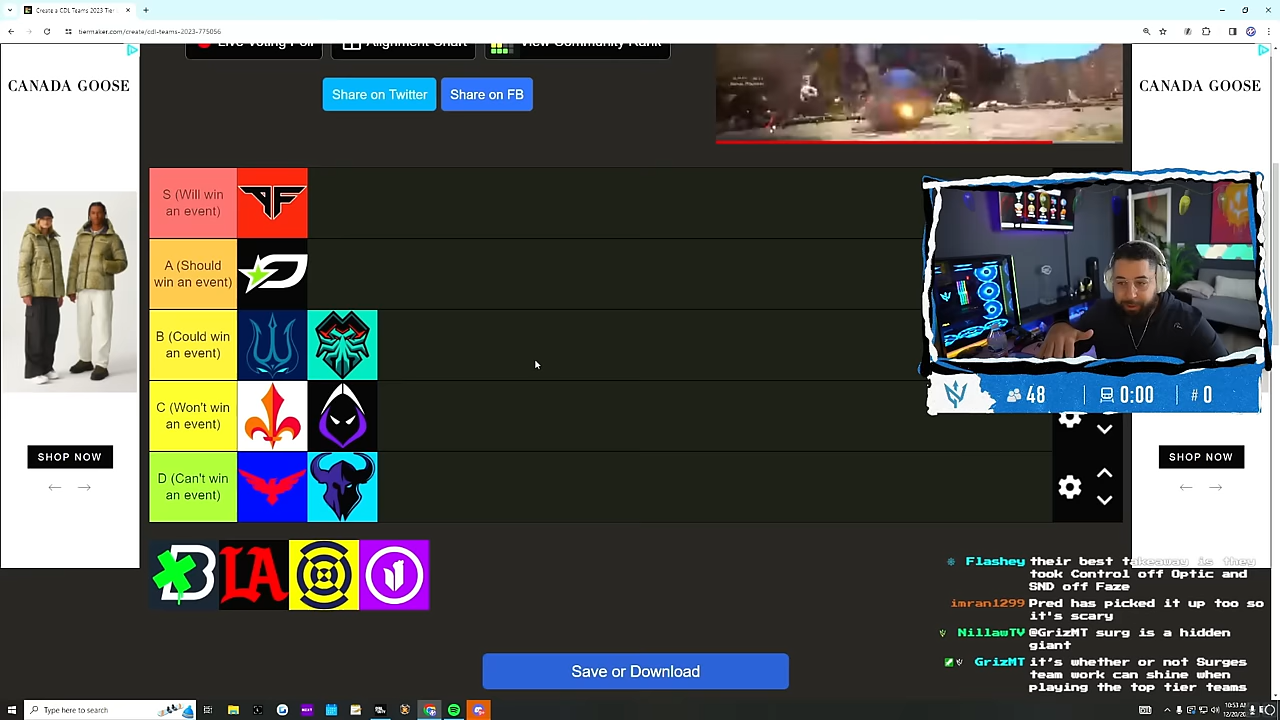 Create a CDL Teams 2023 Tier
tiermaker.com/create/cdl-teams-2023-775056
Live Voting Poll
Alignment Chart
View Community Rank
Share on Twitter
Share on FB
CANADA GOOSE
SHOP NOW
CANADA GOOSE
SHOP NOW
S (Will win
an event)
A (Should
win an event)
B (Could win
an event)
C (Won't win
an event)
D (Can't win
an event)
B
LA
48
0:00
# 0
Flashey their best takeaway is they
took Control off Optic and
SND off Faze
imran1299 Pred has picked it up too so
it's scary
NillawTV @GrizMT surg is a hidden
giant
GrizMT it's whether or not Surges
team work can shine when
playing the top tier teams
Save or Download
Type here to search
10:53 AM